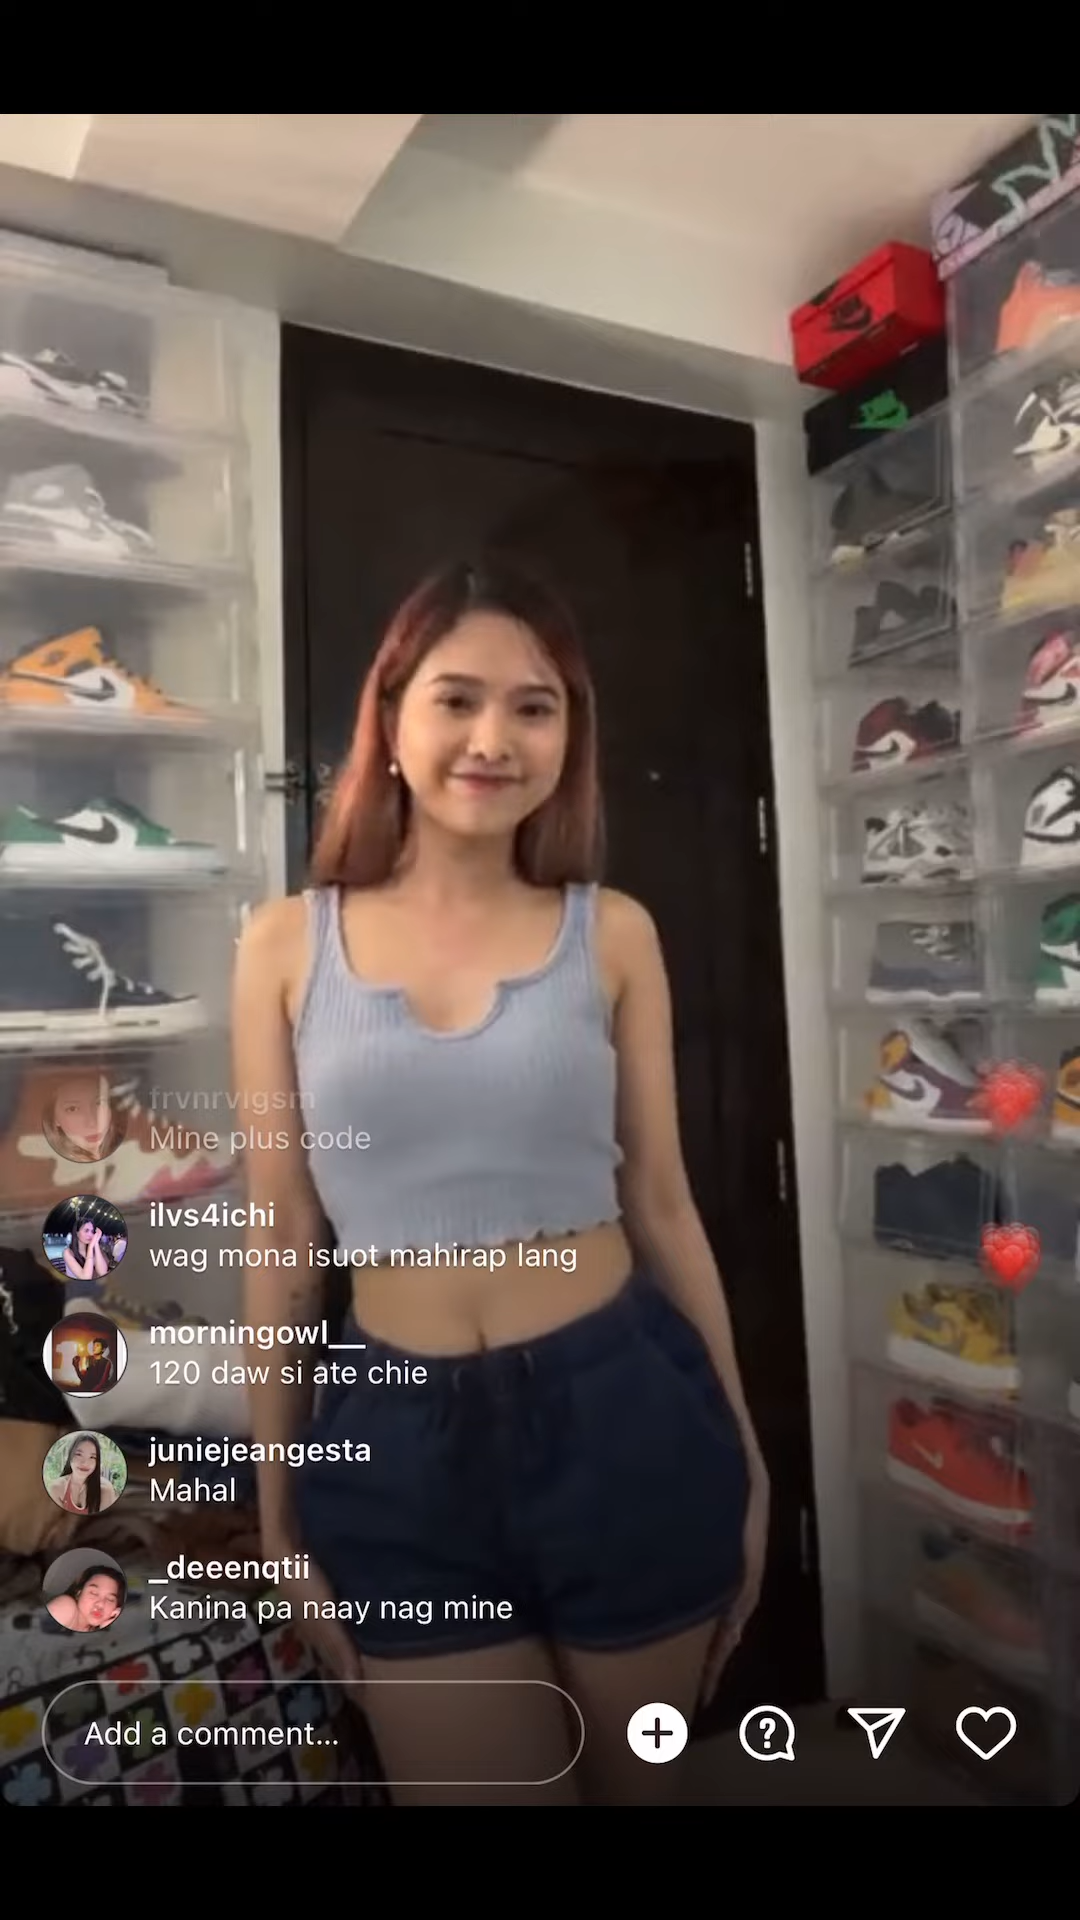 frvnrvigsm
Mine plus code
ilvs4ichi
wag mona isuot mahirap lang
morningowl__
120 daw si ate chie
juniejeangesta
Mahal
_deeenqtii
Kanina pa naay nag mine
Add a comment...